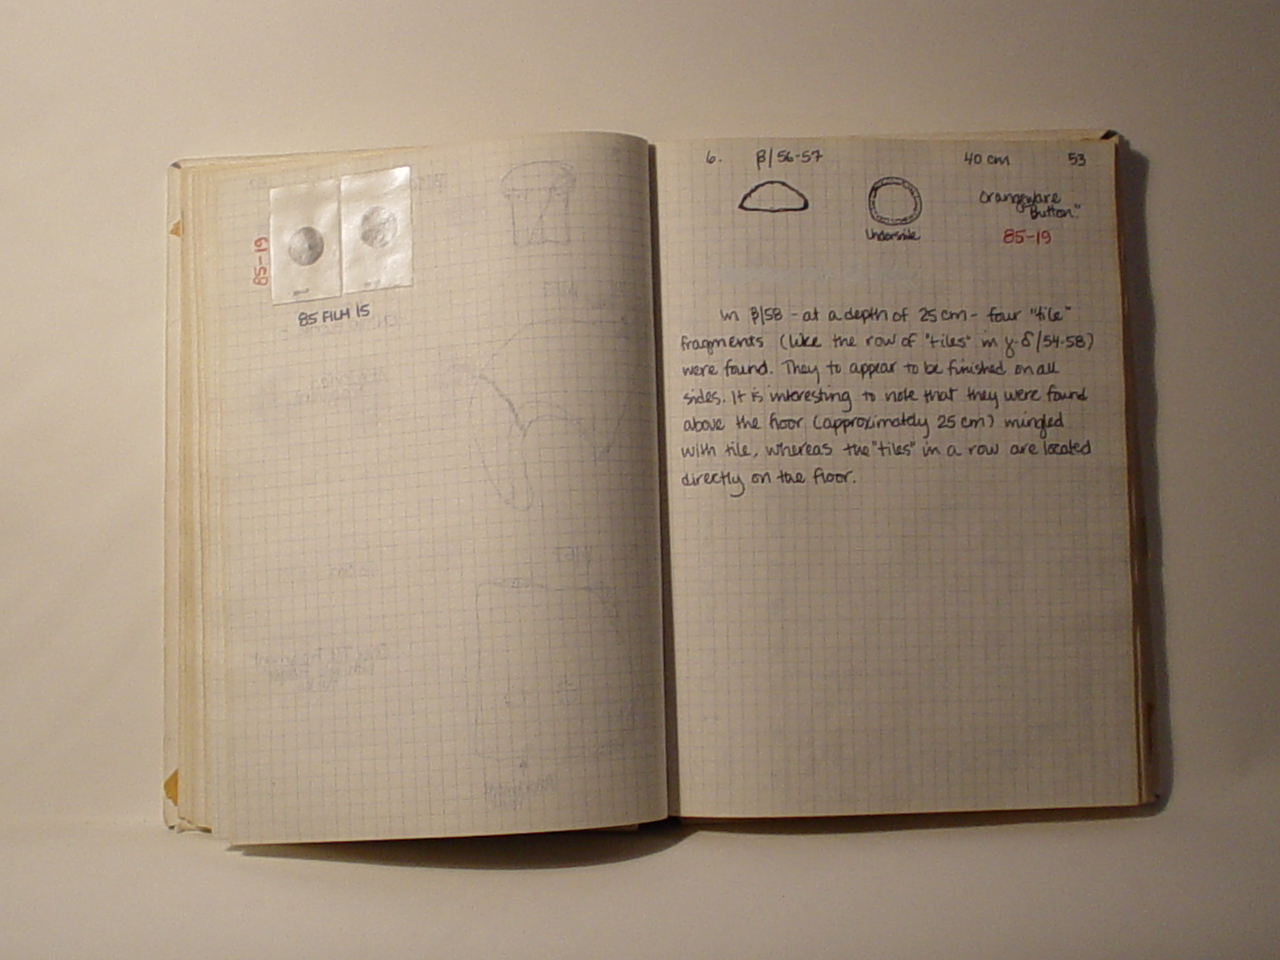 85-19
85 FILM 15
6. β/56-57 40 cm 53
Orangeware
Button."
Underside
85-19
In β/58 - at a depth of 25 cm - four "tile"
fragments (like the row of "tiles" in γ-δ/54-58)
were found. They to appear to be finished on all
sides. It is interesting to note that they were found
above the floor (approximately 25 cm) mingled
with tile, whereas the "tiles" in a row are located
directly on the floor.